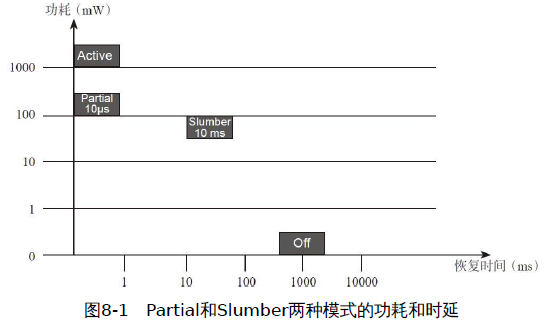 功耗（mW）
Active
1000
Partial
10μs
100
Slumber
10 ms
10
1
Off
0
恢复时间（ms）
1
10
100
1000
10000
图8-1 Partial和Slumber两种模式的功耗和时延